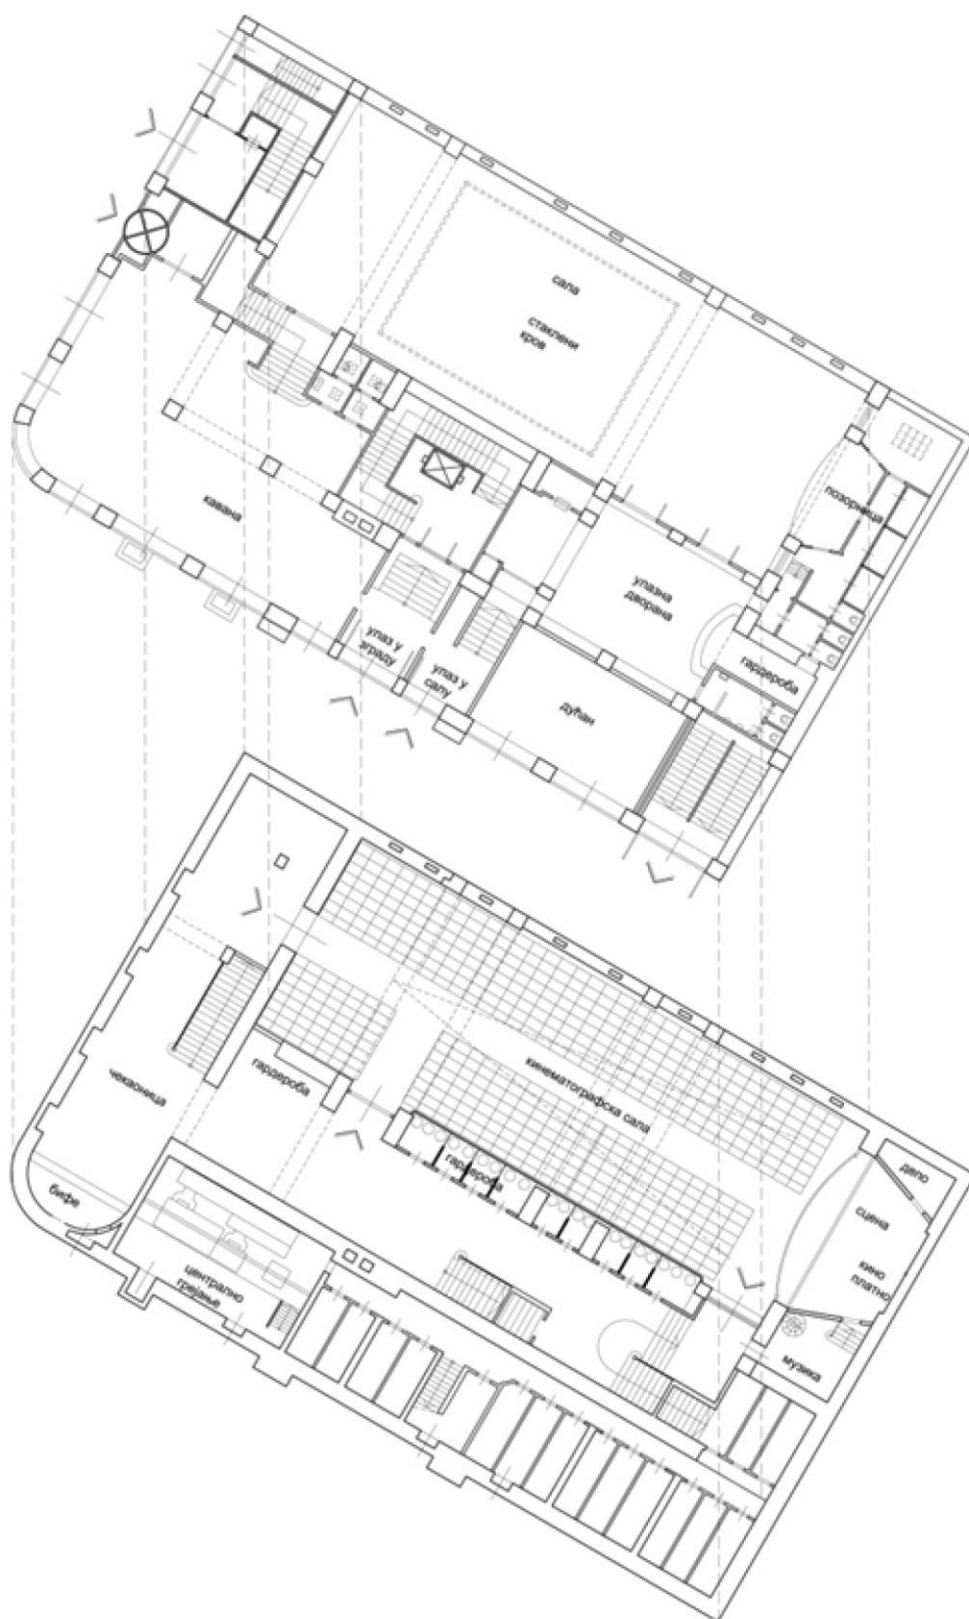 сала
стаклени
кров
кавана
позорница
улазна
дворана
улаз у
зграду
улаз у
салу
гардероба
дућан
чекаоница
гардероба
кинематографска сала
гардероба
бифе
централно
грејање
депо
сцена
кино
платно
музика